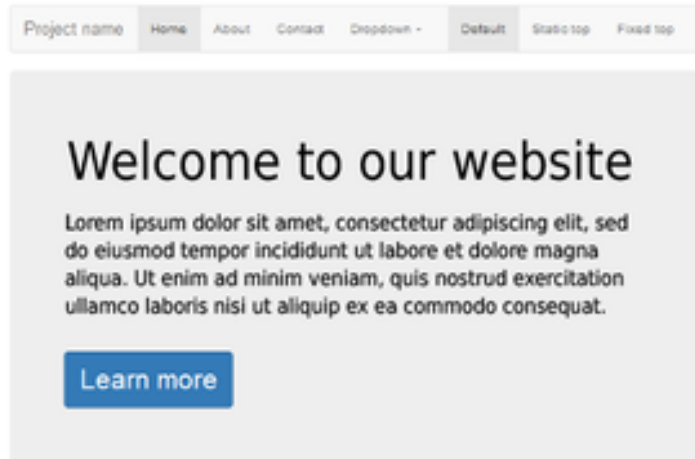 Project name Home About Contact Dropdown Default Static top Fixed top
Welcome to our website
Lorem ipsum dolor sit amet, consectetur adipiscing elit, sed
do eiusmod tempor incididunt ut labore et dolore magna
aliqua. Ut enim ad minim veniam, quis nostrud exercitation
ullamco laboris nisi ut aliquip ex ea commodo consequat.
Learn more